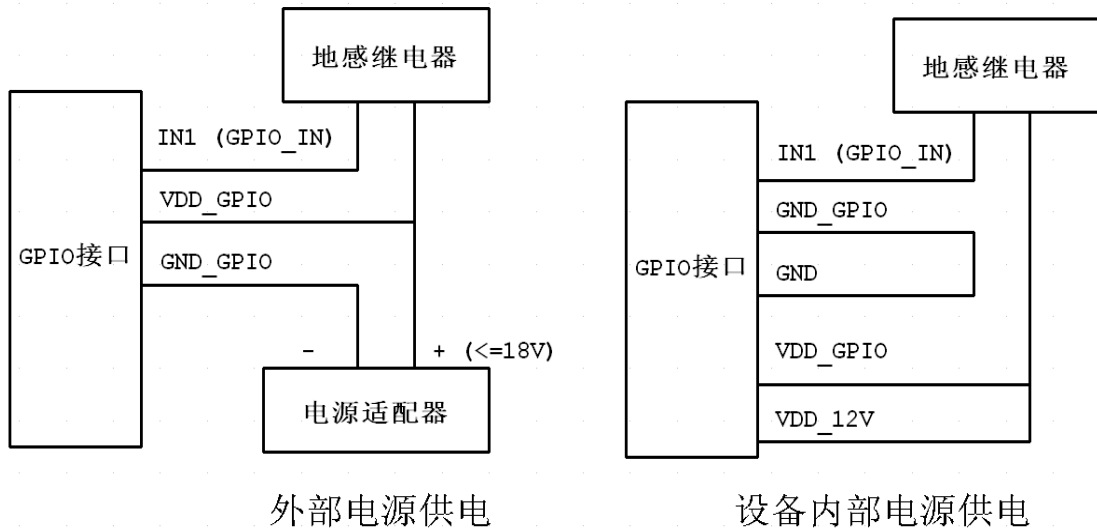 地感继电器
IN1 (GPIO_IN)
VDD_GPIO
GPIO接口
GND_GPIO
- + (<=18V)
电源适配器
外部电源供电
地感继电器
IN1 (GPIO_IN)
GND_GPIO
GPIO接口
GND
VDD_GPIO
VDD_12V
设备内部电源供电